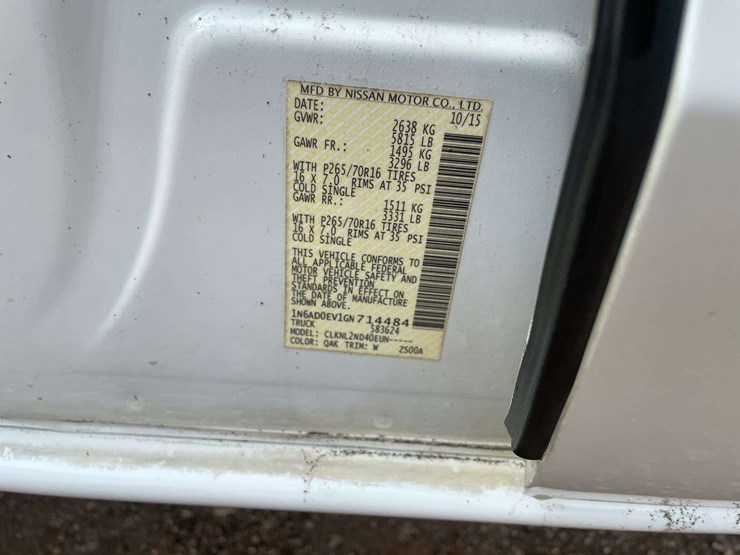 MFD BY NISSAN MOTOR CO., LTD.
DATE: 10/15
GVWR: 2638 KG
5815 LB
GAWR FR.: 1495 KG
3296 LB
WITH P265/70R16 TIRES
16 X 7.0 RIMS AT 35 PSI
COLD SINGLE
GAWR RR.: 1511 KG
3331 LB
WITH P265/70R16 TIRES
16 X 7.0 RIMS AT 35 PSI
COLD SINGLE
THIS VEHICLE CONFORMS TO
ALL APPLICABLE FEDERAL
MOTOR VEHICLE SAFETY AND
THEFT PREVENTION
STANDARDS IN EFFECT ON
THE DATE OF MANUFACTURE
SHOWN ABOVE.
1N6AD0EV1GN714484
TRUCK 583624
MODEL: CLKNL2ND40EUN-----
COLOR: QAK TRIM: W 2500A